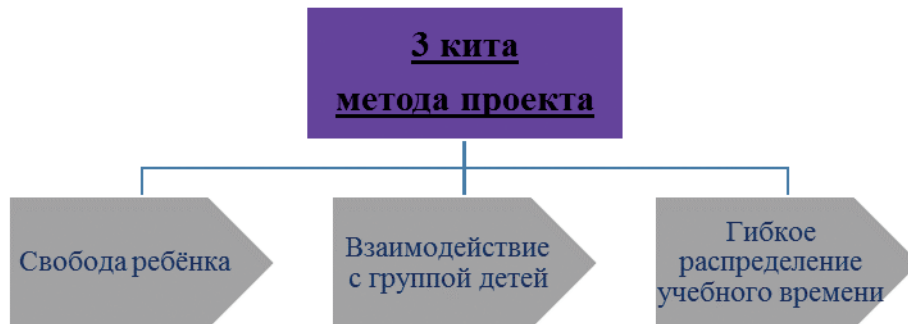 3 кита
метода проекта
Свобода ребёнка
Взаимодействие
с группой детей
Гибкое
распределение
учебного времени